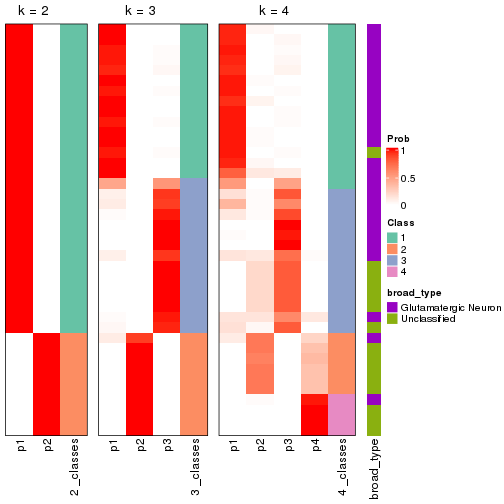 k = 2 k = 3 k = 4
Prob
1
0.5
0
Class
1
2
3
4
broad_type
Glutamatergic Neuron
Unclassified
p1 p2 2_classes p1 p2 p3 3_classes p1 p2 p3 p4 4_classes broad_type